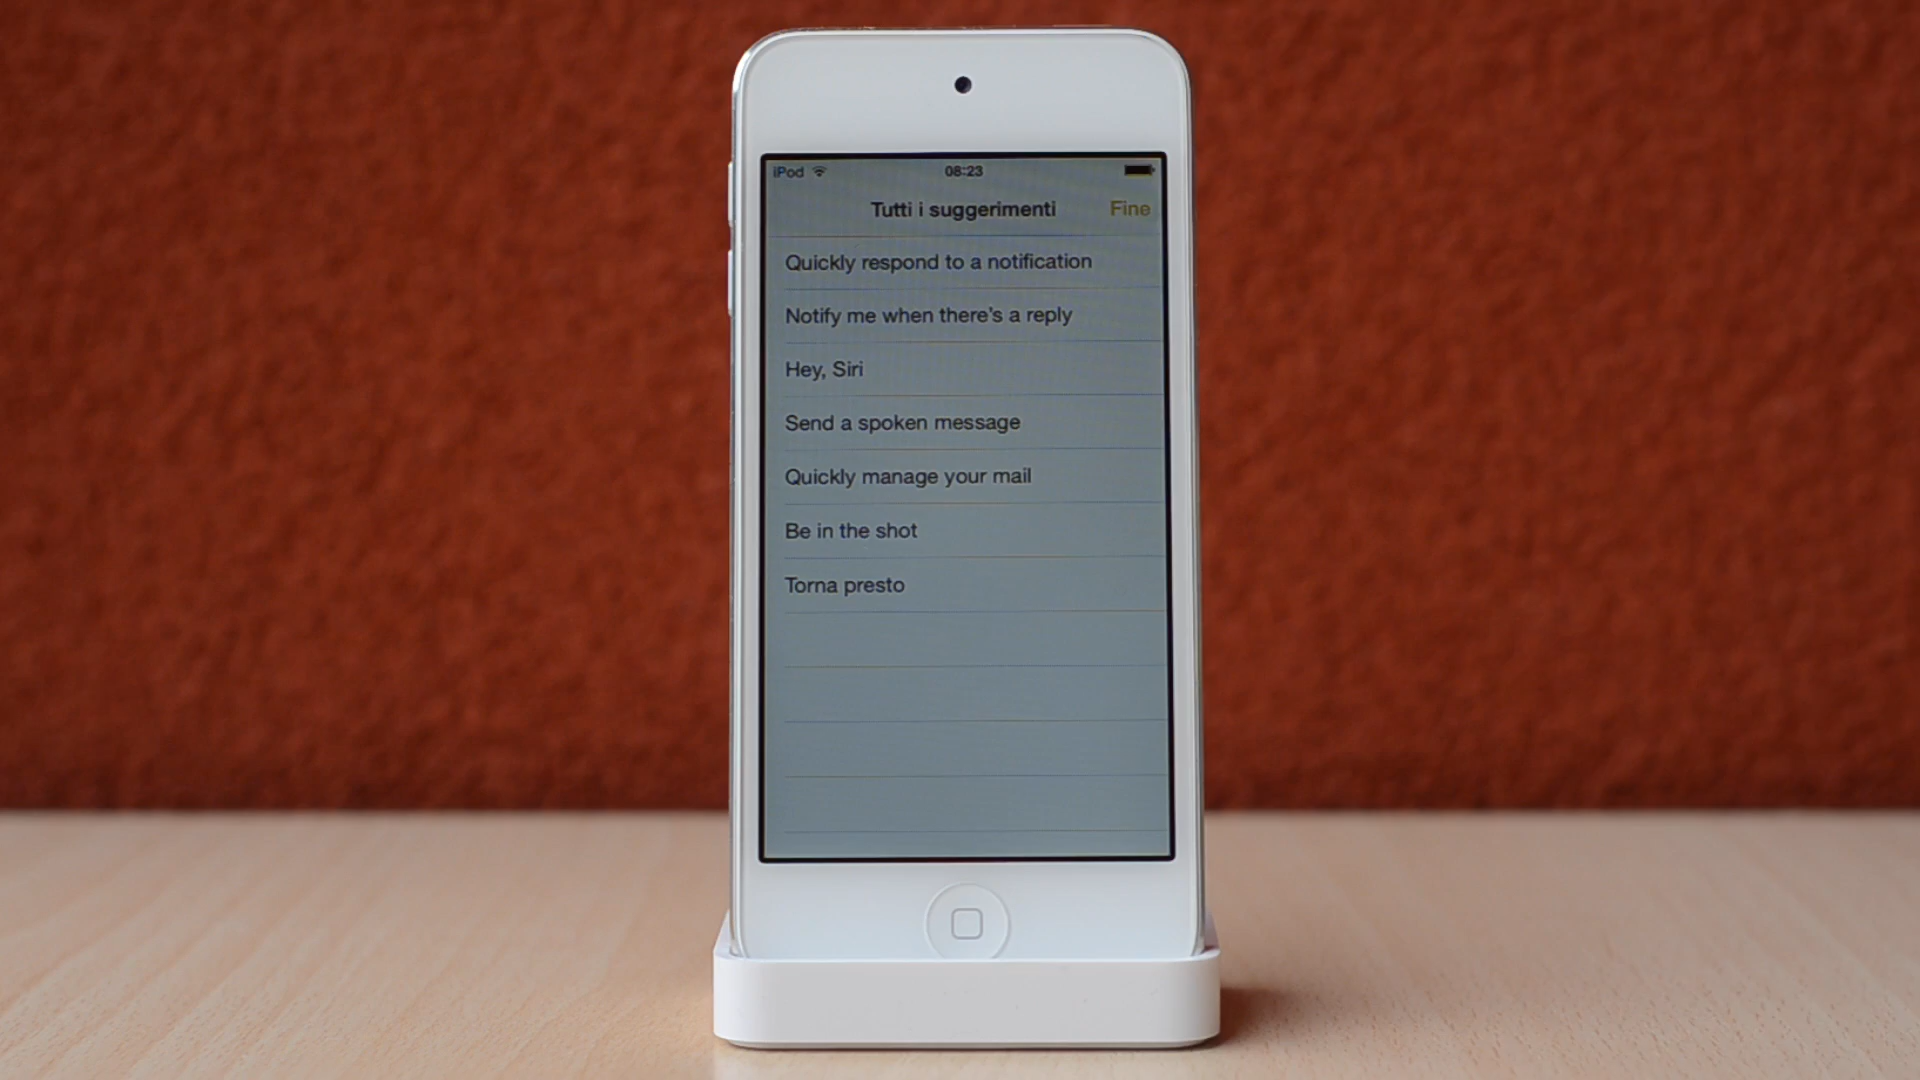 iPod 08:23
Tutti i suggerimenti Fine
Quickly respond to a notification
Notify me when there's a reply
Hey, Siri
Send a spoken message
Quickly manage your mail
Be in the shot
Torna presto